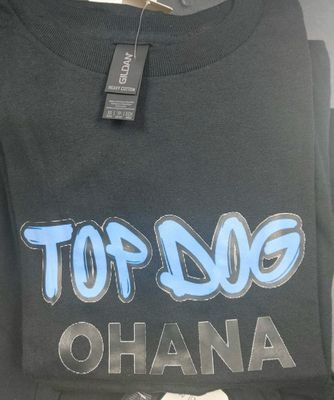 GILDAN
HEAVY COTTON
TOP DOG
OHANA